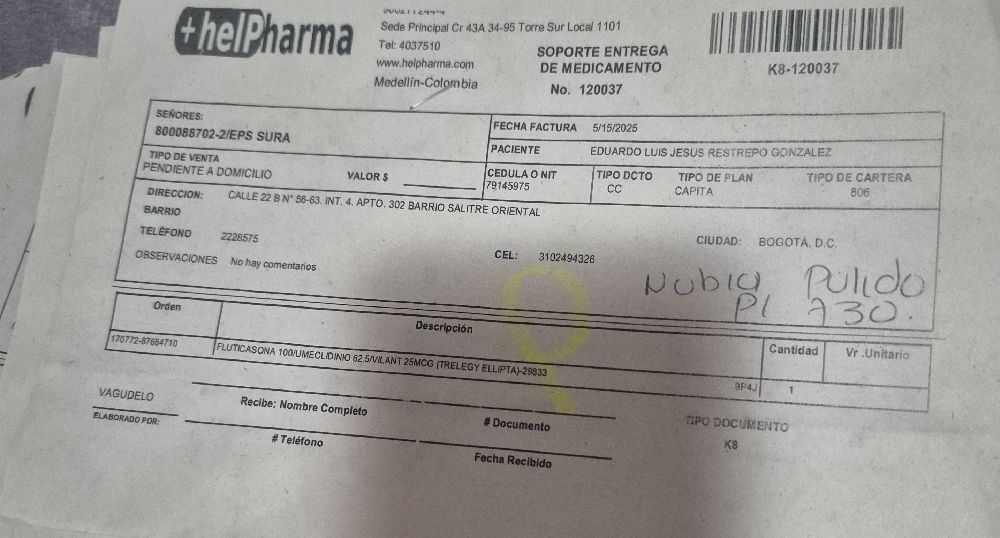 +helPharma
Sede Principal Cr 43A 34-95 Torre Sur Local 1101
Tel: 4037510
www.helpharma.com
Medellín-Colombia
SOPORTE ENTREGA
DE MEDICAMENTO
No. 120037
K8-120037
SEÑORES:
800088702-2/EPS SURA
FECHA FACTURA 5/15/2025
PACIENTE EDUARDO LUIS JESUS RESTREPO GONZALEZ
TIPO DE VENTA
PENDIENTE A DOMICILIO VALOR $
CEDULA O NIT TIPO DCTO TIPO DE PLAN TIPO DE CARTERA
79145975 CC CAPITA 806
DIRECCION: CALLE 22 B N° 56-63. INT. 4. APTO. 302 BARRIO SALITRE ORIENTAL
BARRIO
CIUDAD: BOGOTÁ, D.C.
TELÉFONO 2226575
CEL: 3102494326
OBSERVACIONES No hay comentarios
Nubia Pulido
Pl 730.
Orden Descripción Cantidad Vr .Unitario
170772-67664710 FLUTICASONA 100/UMECLIDINIO 62.5/VILANT 25MCG (TRELEGY ELLIPTA)-29833 9P4J 1
VAGUDELO
ELABORADO POR:
Recibe: Nombre Completo # Documento
TIPO DOCUMENTO
K8
# Teléfono Fecha Recibido